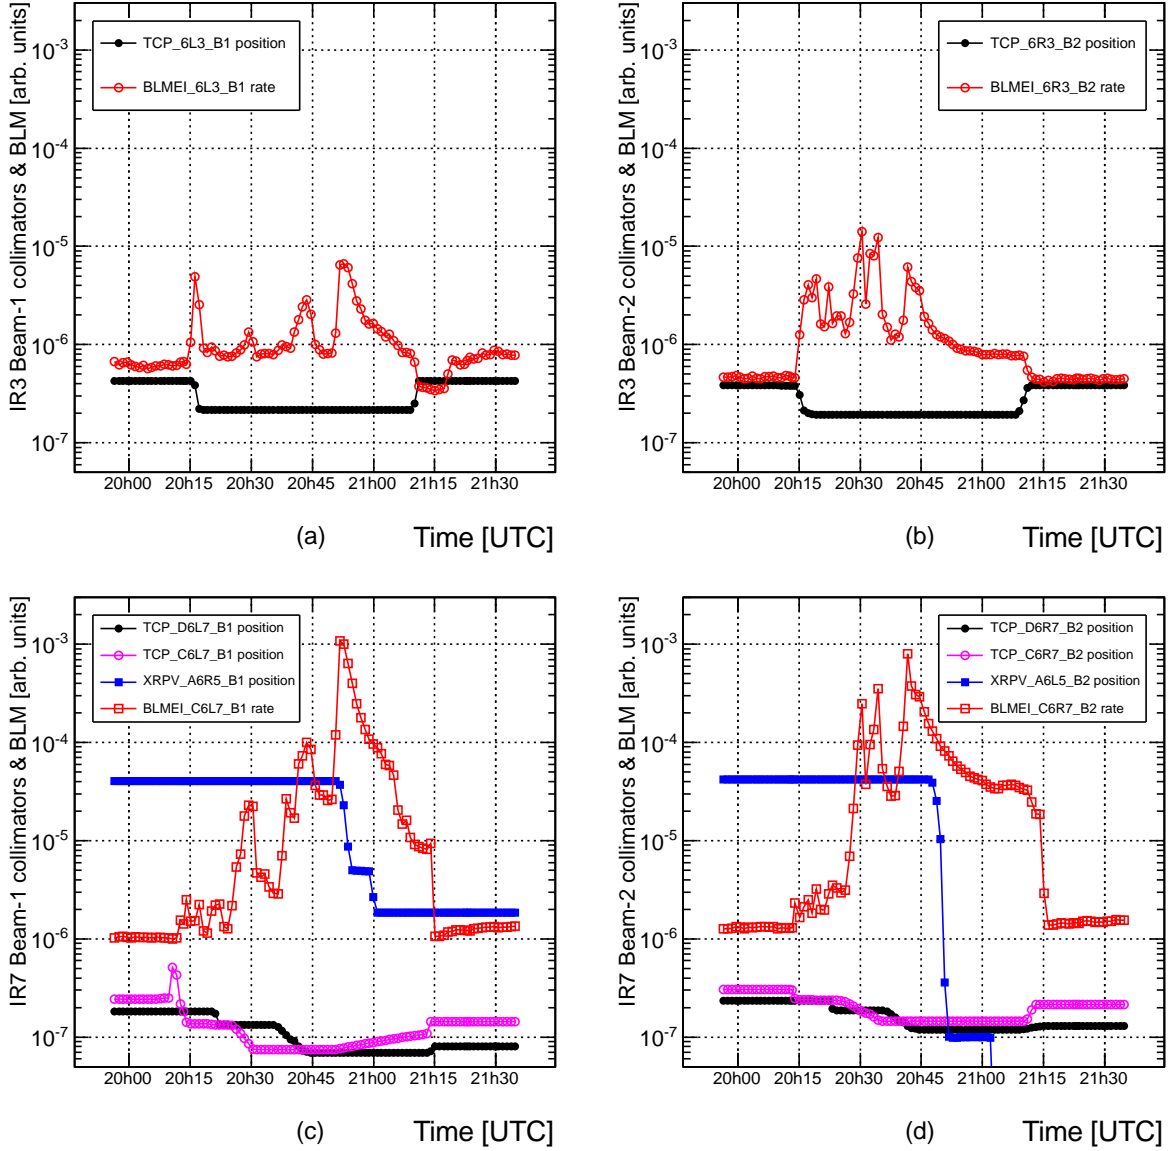 IR3 Beam-1 collimators & BLM [arb. units]
10⁻³
10⁻⁴
10⁻⁵
10⁻⁶
10⁻⁷
TCP_6L3_B1 position
BLMEI_6L3_B1 rate
20h00 20h15 20h30 20h45 21h00 21h15 21h30
(a) Time [UTC]
IR3 Beam-2 collimators & BLM [arb. units]
10⁻³
10⁻⁴
10⁻⁵
10⁻⁶
10⁻⁷
TCP_6R3_B2 position
BLMEI_6R3_B2 rate
20h00 20h15 20h30 20h45 21h00 21h15 21h30
(b) Time [UTC]
IR7 Beam-1 collimators & BLM [arb. units]
10⁻³
10⁻⁴
10⁻⁵
10⁻⁶
10⁻⁷
TCP_D6L7_B1 position
TCP_C6L7_B1 position
XRPV_A6R5_B1 position
BLMEI_C6L7_B1 rate
20h00 20h15 20h30 20h45 21h00 21h15 21h30
(c) Time [UTC]
IR7 Beam-2 collimators & BLM [arb. units]
10⁻³
10⁻⁴
10⁻⁵
10⁻⁶
10⁻⁷
TCP_D6R7_B2 position
TCP_C6R7_B2 position
XRPV_A6L5_B2 position
BLMEI_C6R7_B2 rate
20h00 20h15 20h30 20h45 21h00 21h15 21h30
(d) Time [UTC]